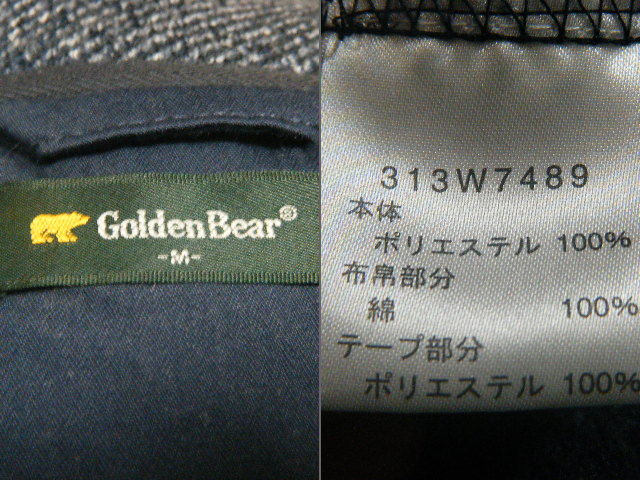 GoldenBear®
-M-
313W7489
本体
ポリエステル 100%
布帛部分
綿 100%
テープ部分
ポリエステル 100%